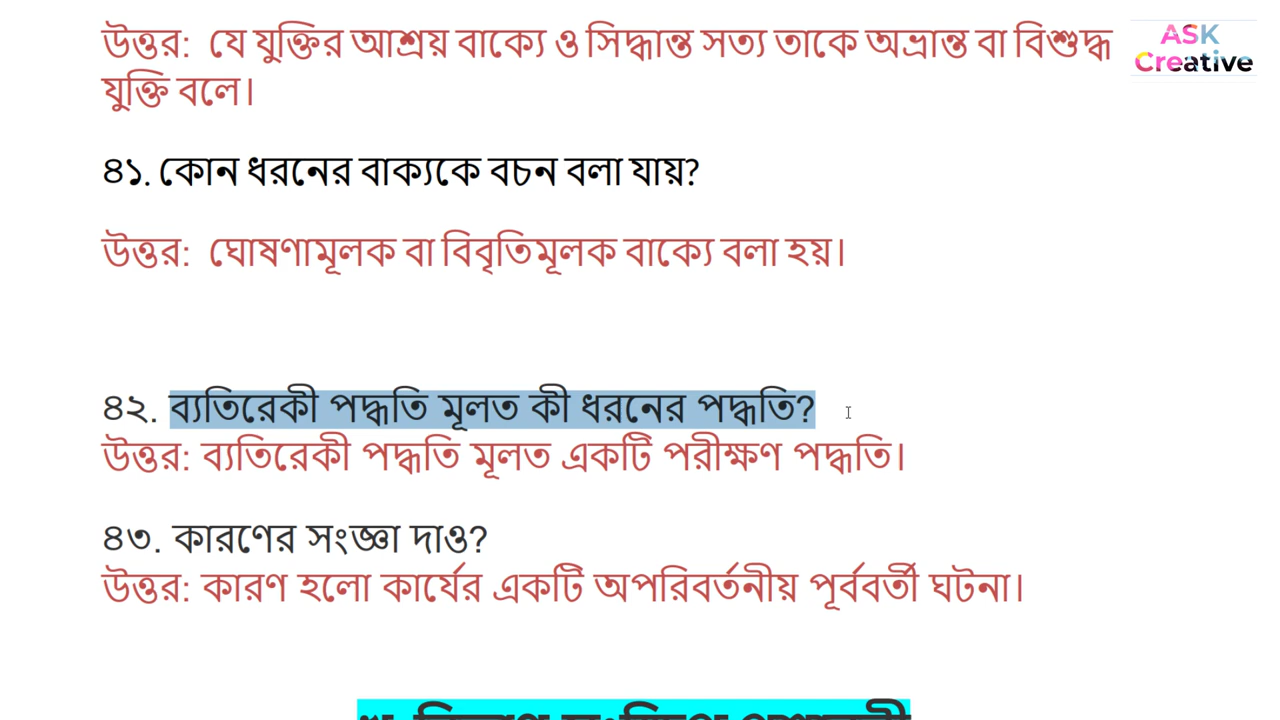 উত্তর: যে যুক্তির আশ্রয় বাক্যে ও সিদ্ধান্ত সত্য তাকে অভ্রান্ত বা বিশুদ্ধ
যুক্তি বলে।
ASK
Creative
৪১. কোন ধরনের বাক্যকে বচন বলা যায়?
উত্তর: ঘোষণামূলক বা বিবৃতিমূলক বাক্যে বলা হয়।
৪২. ব্যতিরেকী পদ্ধতি মূলত কী ধরনের পদ্ধতি?
উত্তর: ব্যতিরেকী পদ্ধতি মূলত একটি পরীক্ষণ পদ্ধতি।
৪৩. কারণের সংজ্ঞা দাও?
উত্তর: কারণ হলো কার্যের একটি অপরিবর্তনীয় পূর্ববর্তী ঘটনা।